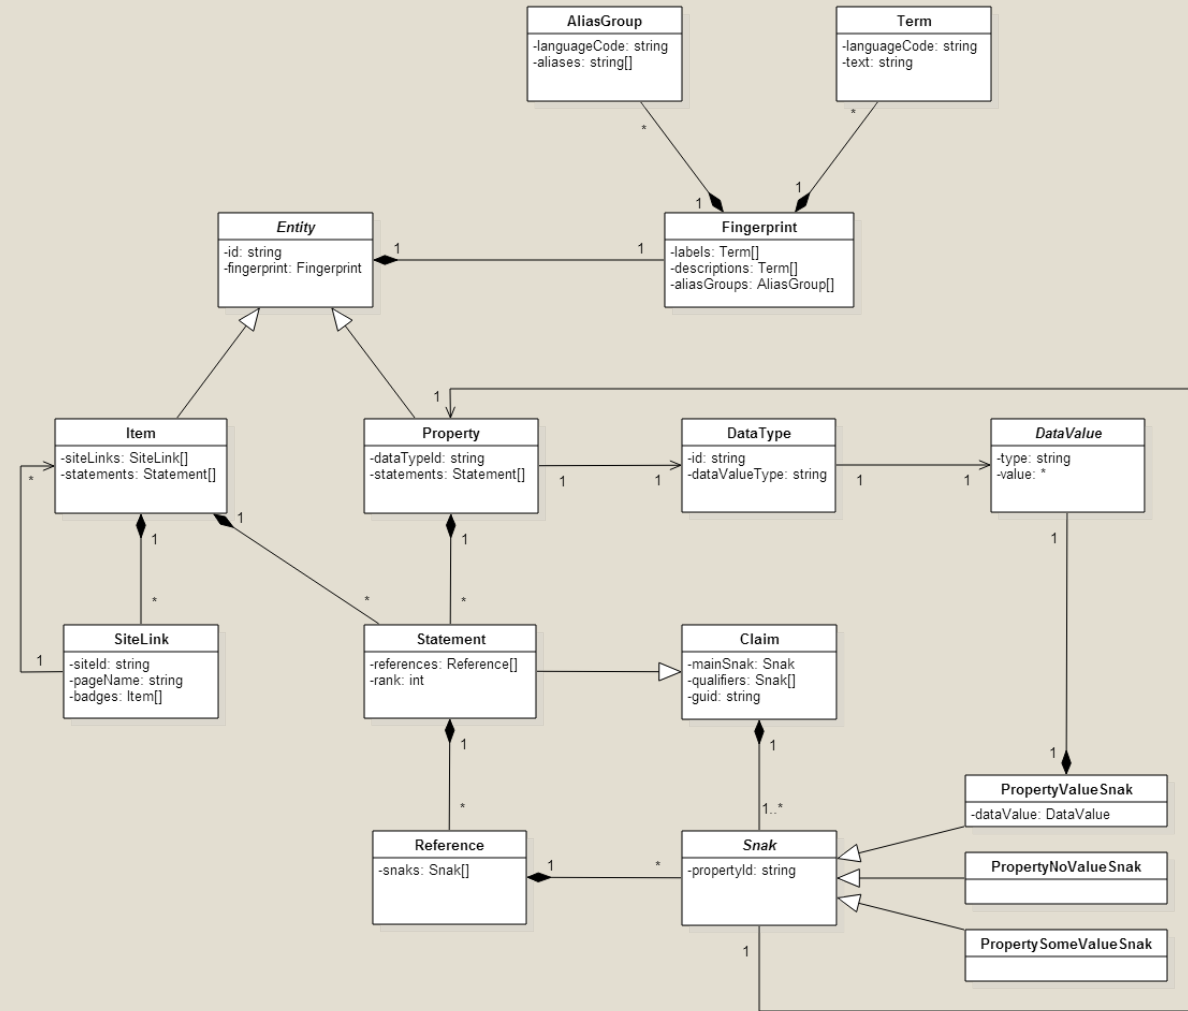 AliasGroup
-languageCode: string
-aliases: string[]
Term
-languageCode: string
-text: string
*
*
1
1
Entity
-id: string
-fingerprint: Fingerprint
1
1
Fingerprint
-labels: Term[]
-descriptions: Term[]
-aliasGroups: AliasGroup[]
1
Item
-siteLinks: SiteLink[]
-statements: Statement[]
Property
-dataTypeId: string
-statements: Statement[]
DataType
-id: string
-dataValueType: string
DataValue
-type: string
-value: *
*
1
1
1
1
1
1
1
1
*
*
*
SiteLink
-siteId: string
-pageName: string
-badges: Item[]
1
Statement
-references: Reference[]
-rank: int
Claim
-mainSnak: Snak
-qualifiers: Snak[]
-guid: string
1
1
1
*
1..*
PropertyValueSnak
-dataValue: DataValue
Reference
-snaks: Snak[]
1
*
Snak
-propertyId: string
PropertyNoValueSnak
PropertySomeValueSnak
1